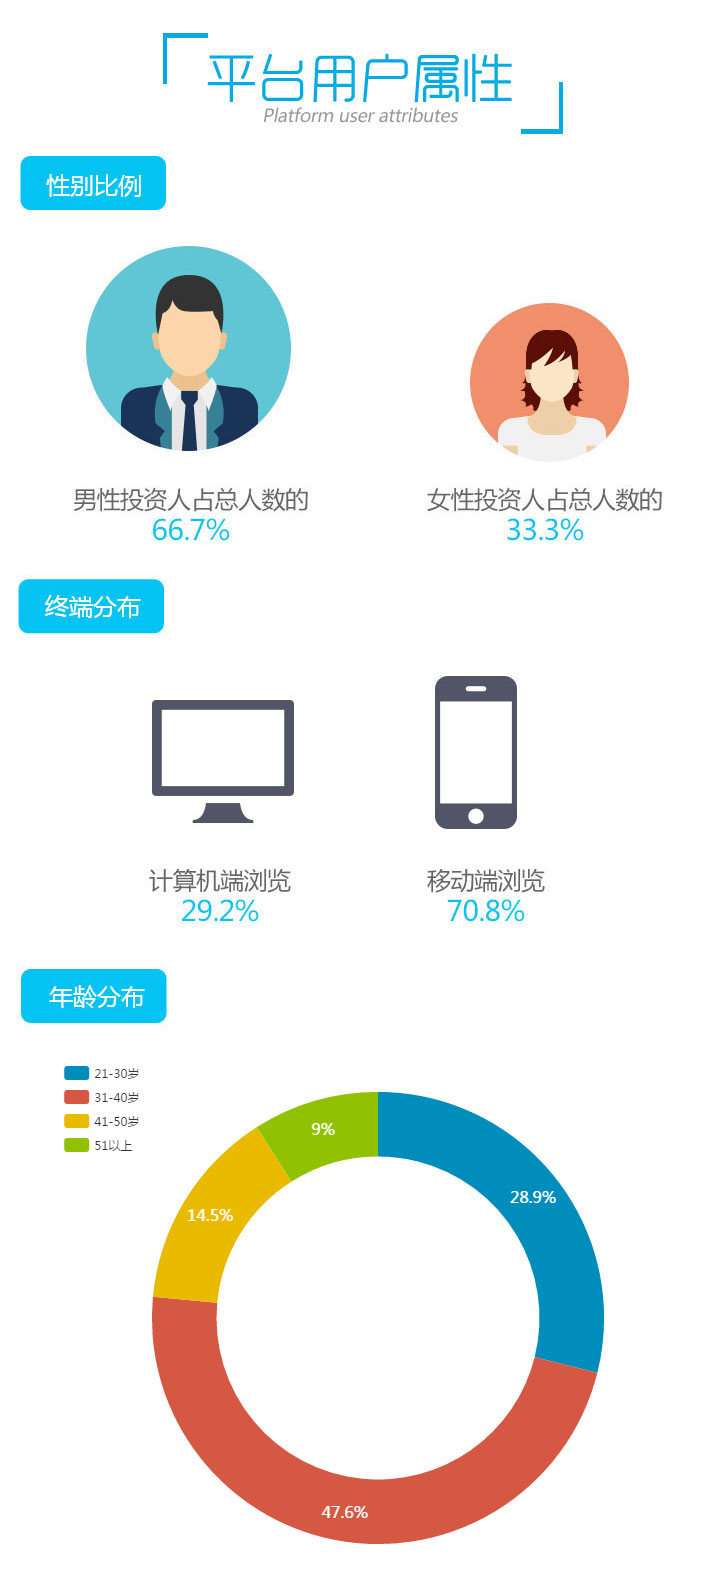 平台用户属性
Platform user attributes
性别比例
男性投资人占总人数的
66.7%
女性投资人占总人数的
33.3%
终端分布
计算机端浏览
29.2%
移动端浏览
70.8%
年龄分布
21-30岁
31-40岁
41-50岁
51以上
9%
28.9%
14.5%
47.6%